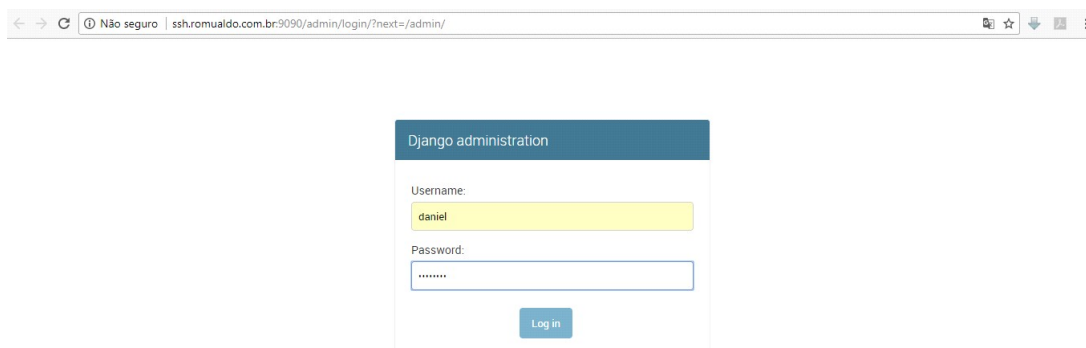 Não seguro | ssh.romualdo.com.br:9090/admin/login/?next=/admin/
Django administration
Username:
daniel
Password:
••••••••
Log in